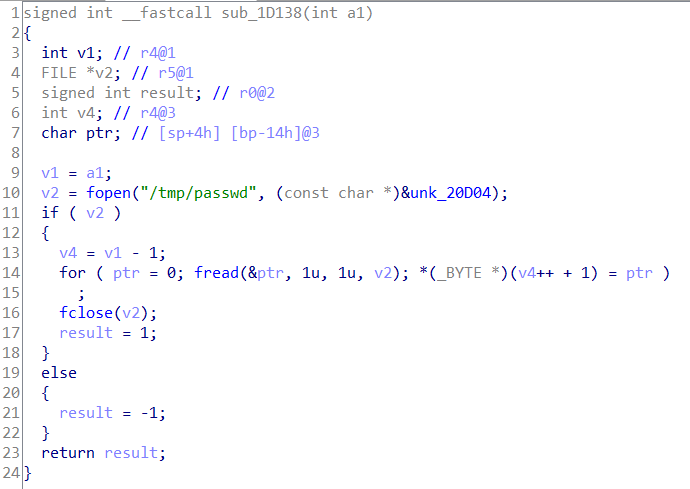 1 signed int __fastcall sub_1D138(int a1)
2 {
3   int v1; // r4@1
4   FILE *v2; // r5@1
5   signed int result; // r0@2
6   int v4; // r4@3
7   char ptr; // [sp+4h] [bp-14h]@3
8
9   v1 = a1;
10   v2 = fopen("/tmp/passwd", (const char *)&unk_20D04);
11   if ( v2 )
12   {
13     v4 = v1 - 1;
14     for ( ptr = 0; fread(&ptr, 1u, 1u, v2); *(_BYTE *)(v4++ + 1) = ptr )
15       ;
16     fclose(v2);
17     result = 1;
18   }
19   else
20   {
21     result = -1;
22   }
23   return result;
24 }